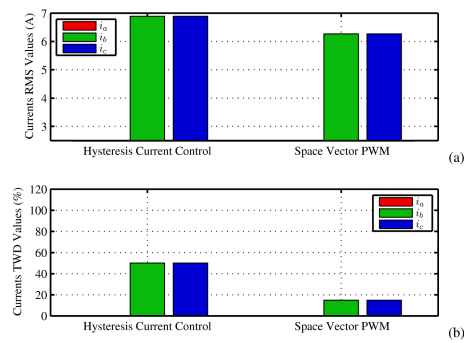 Currents RMS Values (A)
7
6
5
4
3
i_a
i_b
i_c
Hysteresis Current Control
Space Vector PWM
(a)
Currents TWD Values (%)
120
100
80
60
40
20
0
i_a
i_b
i_c
Hysteresis Current Control
Space Vector PWM
(b)